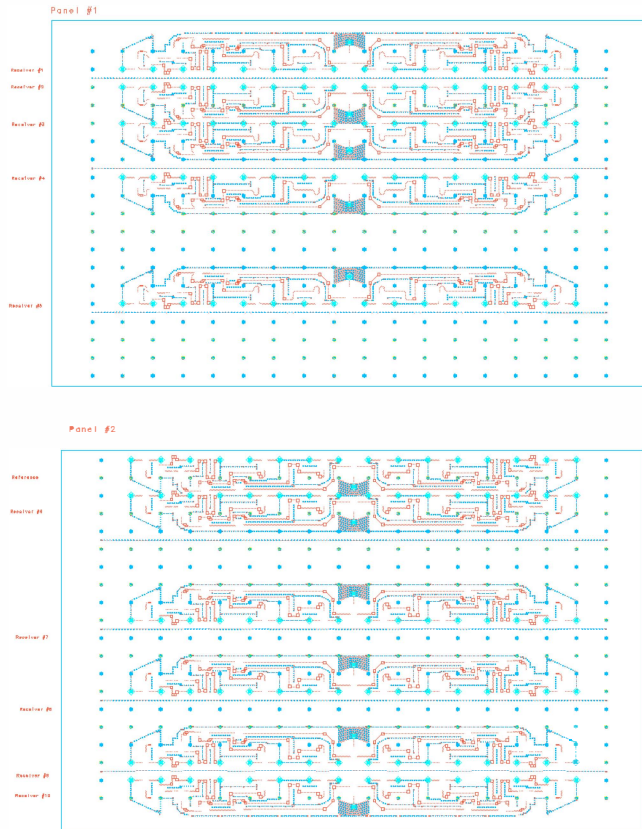 Panel #1
Receiver #1
Receiver #2
Receiver #3
Receiver #4
Receiver #5
Panel #2
Reference
Receiver #6
Receiver #7
Receiver #8
Receiver #9
Receiver #10